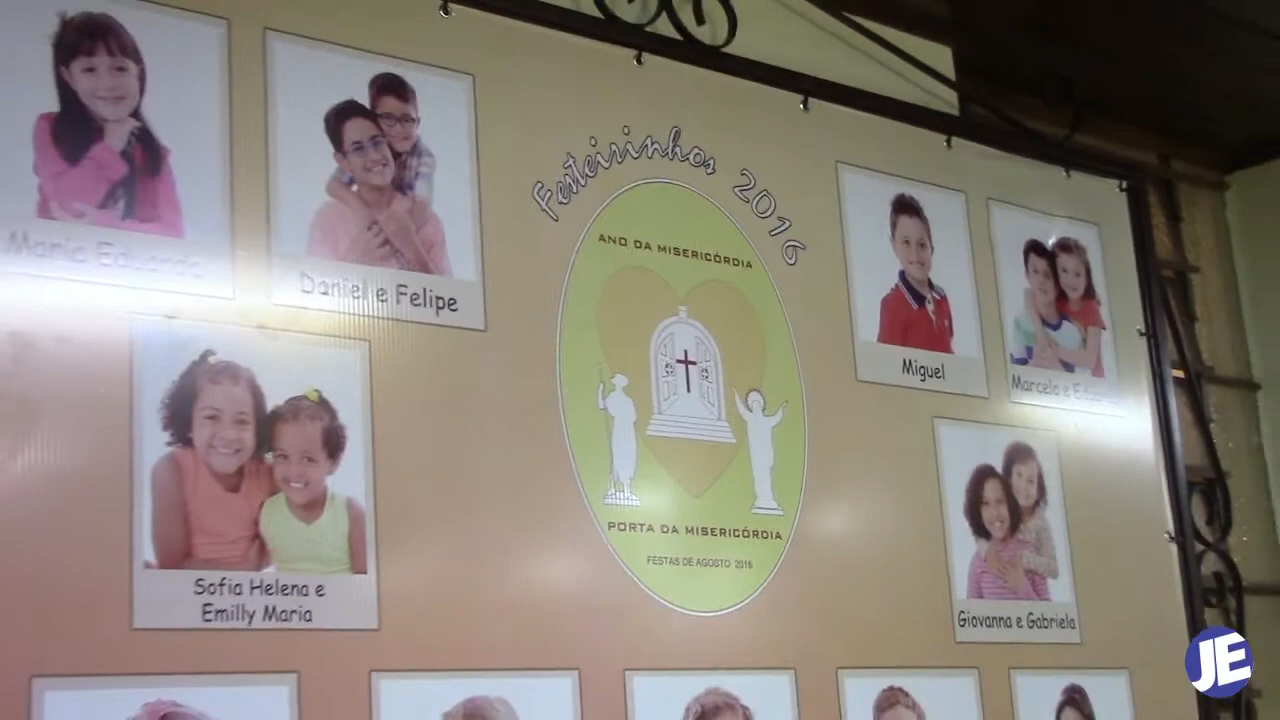 Festeirinhos 2016
Maria Eduarda
Daniel e Felipe
ANO DA MISERICÓRDIA
PORTA DA MISERICÓRDIA
FESTAS DE AGOSTO 2016
Miguel
Marcelo e
Sofia Helena e
Emilly Maria
Giovanna e Gabriela
JE